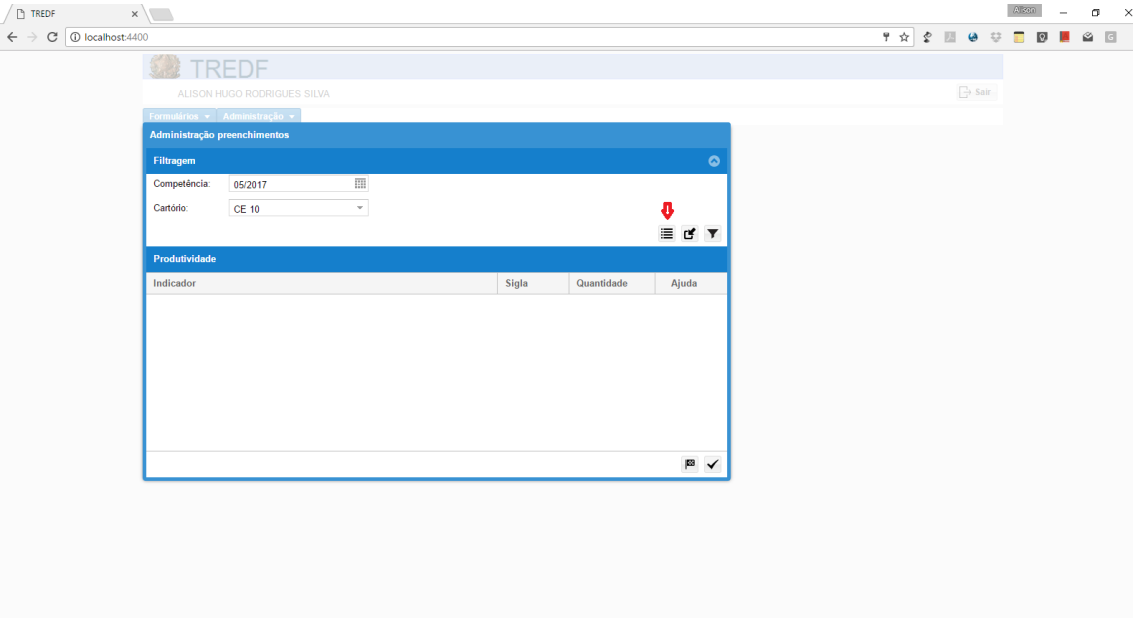 TREDF
Alison
localhost:4400
TREDF
ALISON HUGO RODRIGUES SILVA
Sair
Formulários
Administração
Administração preenchimentos
Filtragem
Competência:
05/2017
Cartório:
CE 10
Produtividade
Indicador
Sigla
Quantidade
Ajuda